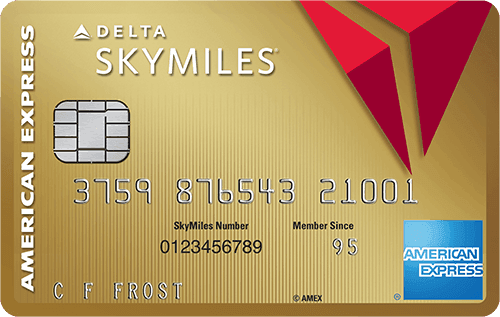 AMERICAN EXPRESS
DELTA
SKYMILES®
3759 876543 21001
SkyMiles Number Member Since
0123456789 95
AMERICAN
EXPRESS
®
C F FROST
© AMEX